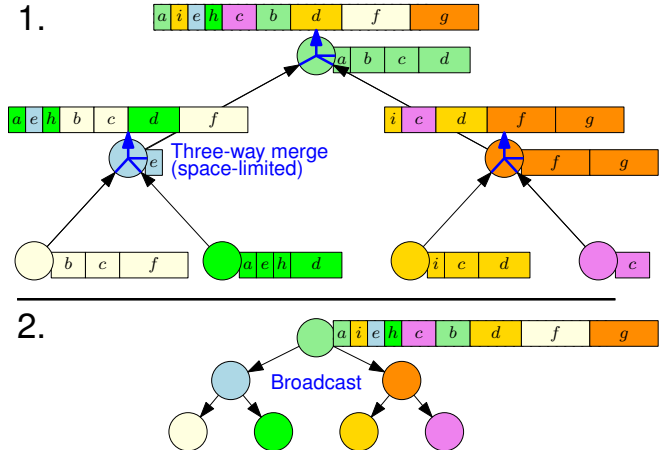 1.
a i e h c b d f g
a b c d
a e h b c d f
i c d f g
Three-way merge
(space-limited)
e
f g
b c f
a e h d
i c d
c
2.
a i e h c b d f g
Broadcast